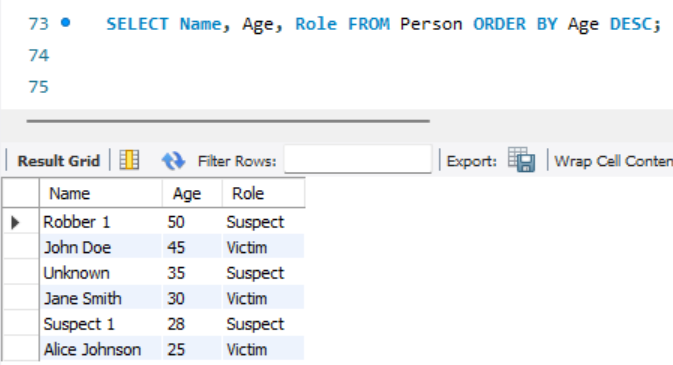 73 SELECT Name, Age, Role FROM Person ORDER BY Age DESC;
74
75
Result Grid Filter Rows: Export: Wrap Cell Conten
Name Age Role
Robber 1 50 Suspect
John Doe 45 Victim
Unknown 35 Suspect
Jane Smith 30 Victim
Suspect 1 28 Suspect
Alice Johnson 25 Victim